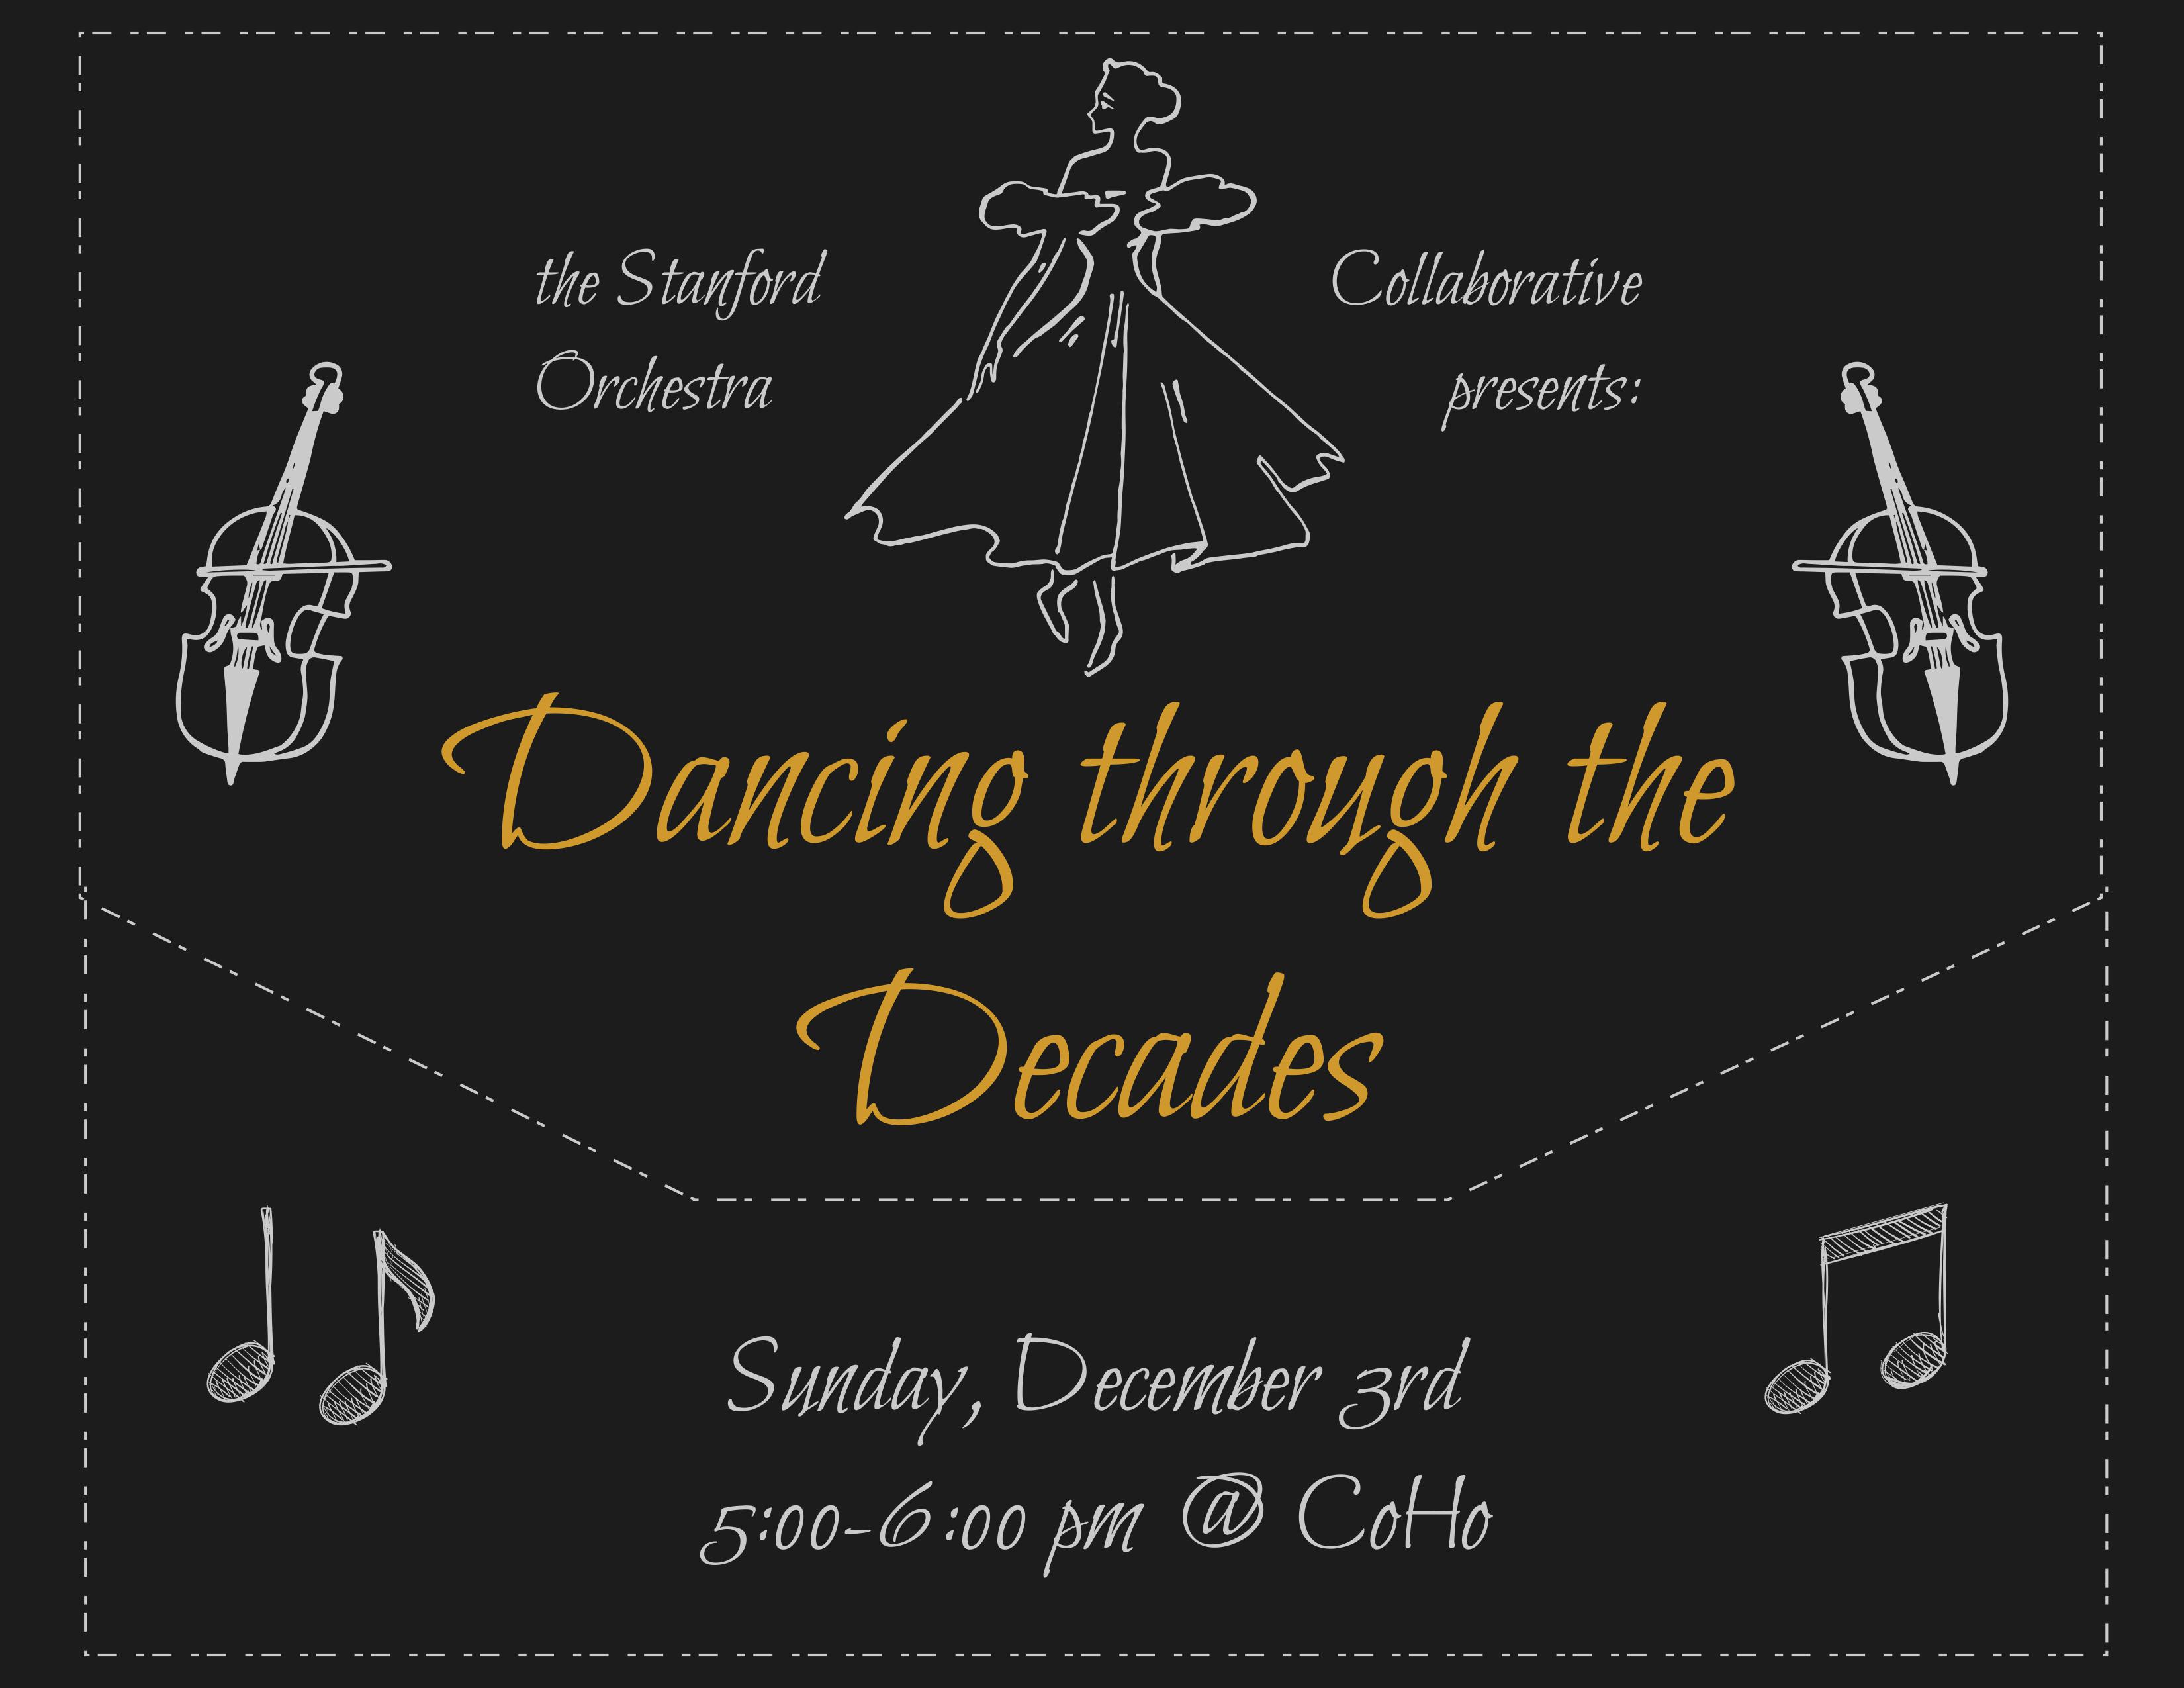 the Stanford Collaborative
Orchestra presents:
Dancing through the
Decades
Sunday, December 3rd
5:00-6:00 pm @ CoHo